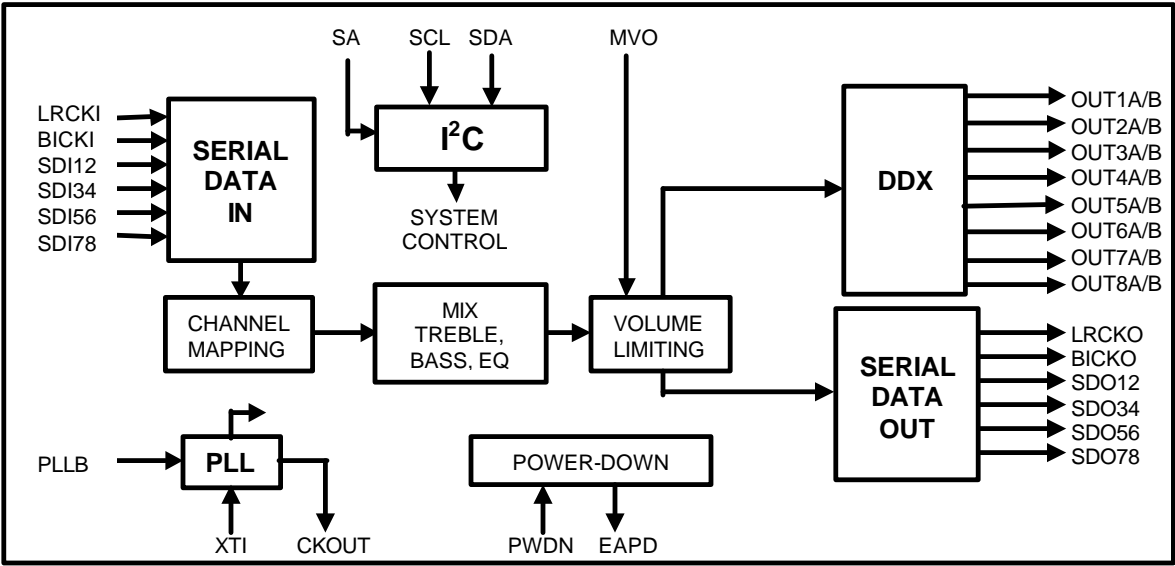 SA
SCL
SDA
MVO
LRCKI
BICKI
SDI12
SDI34
SDI56
SDI78
SERIAL
DATA
IN
I²C
SYSTEM
CONTROL
DDX
OUT1A/B
OUT2A/B
OUT3A/B
OUT4A/B
OUT5A/B
OUT6A/B
OUT7A/B
OUT8A/B
CHANNEL
MAPPING
MIX
TREBLE,
BASS, EQ
VOLUME
LIMITING
SERIAL
DATA
OUT
LRCKO
BICKO
SDO12
SDO34
SDO56
SDO78
PLLB
PLL
XTI
CKOUT
POWER-DOWN
PWDN
EAPD